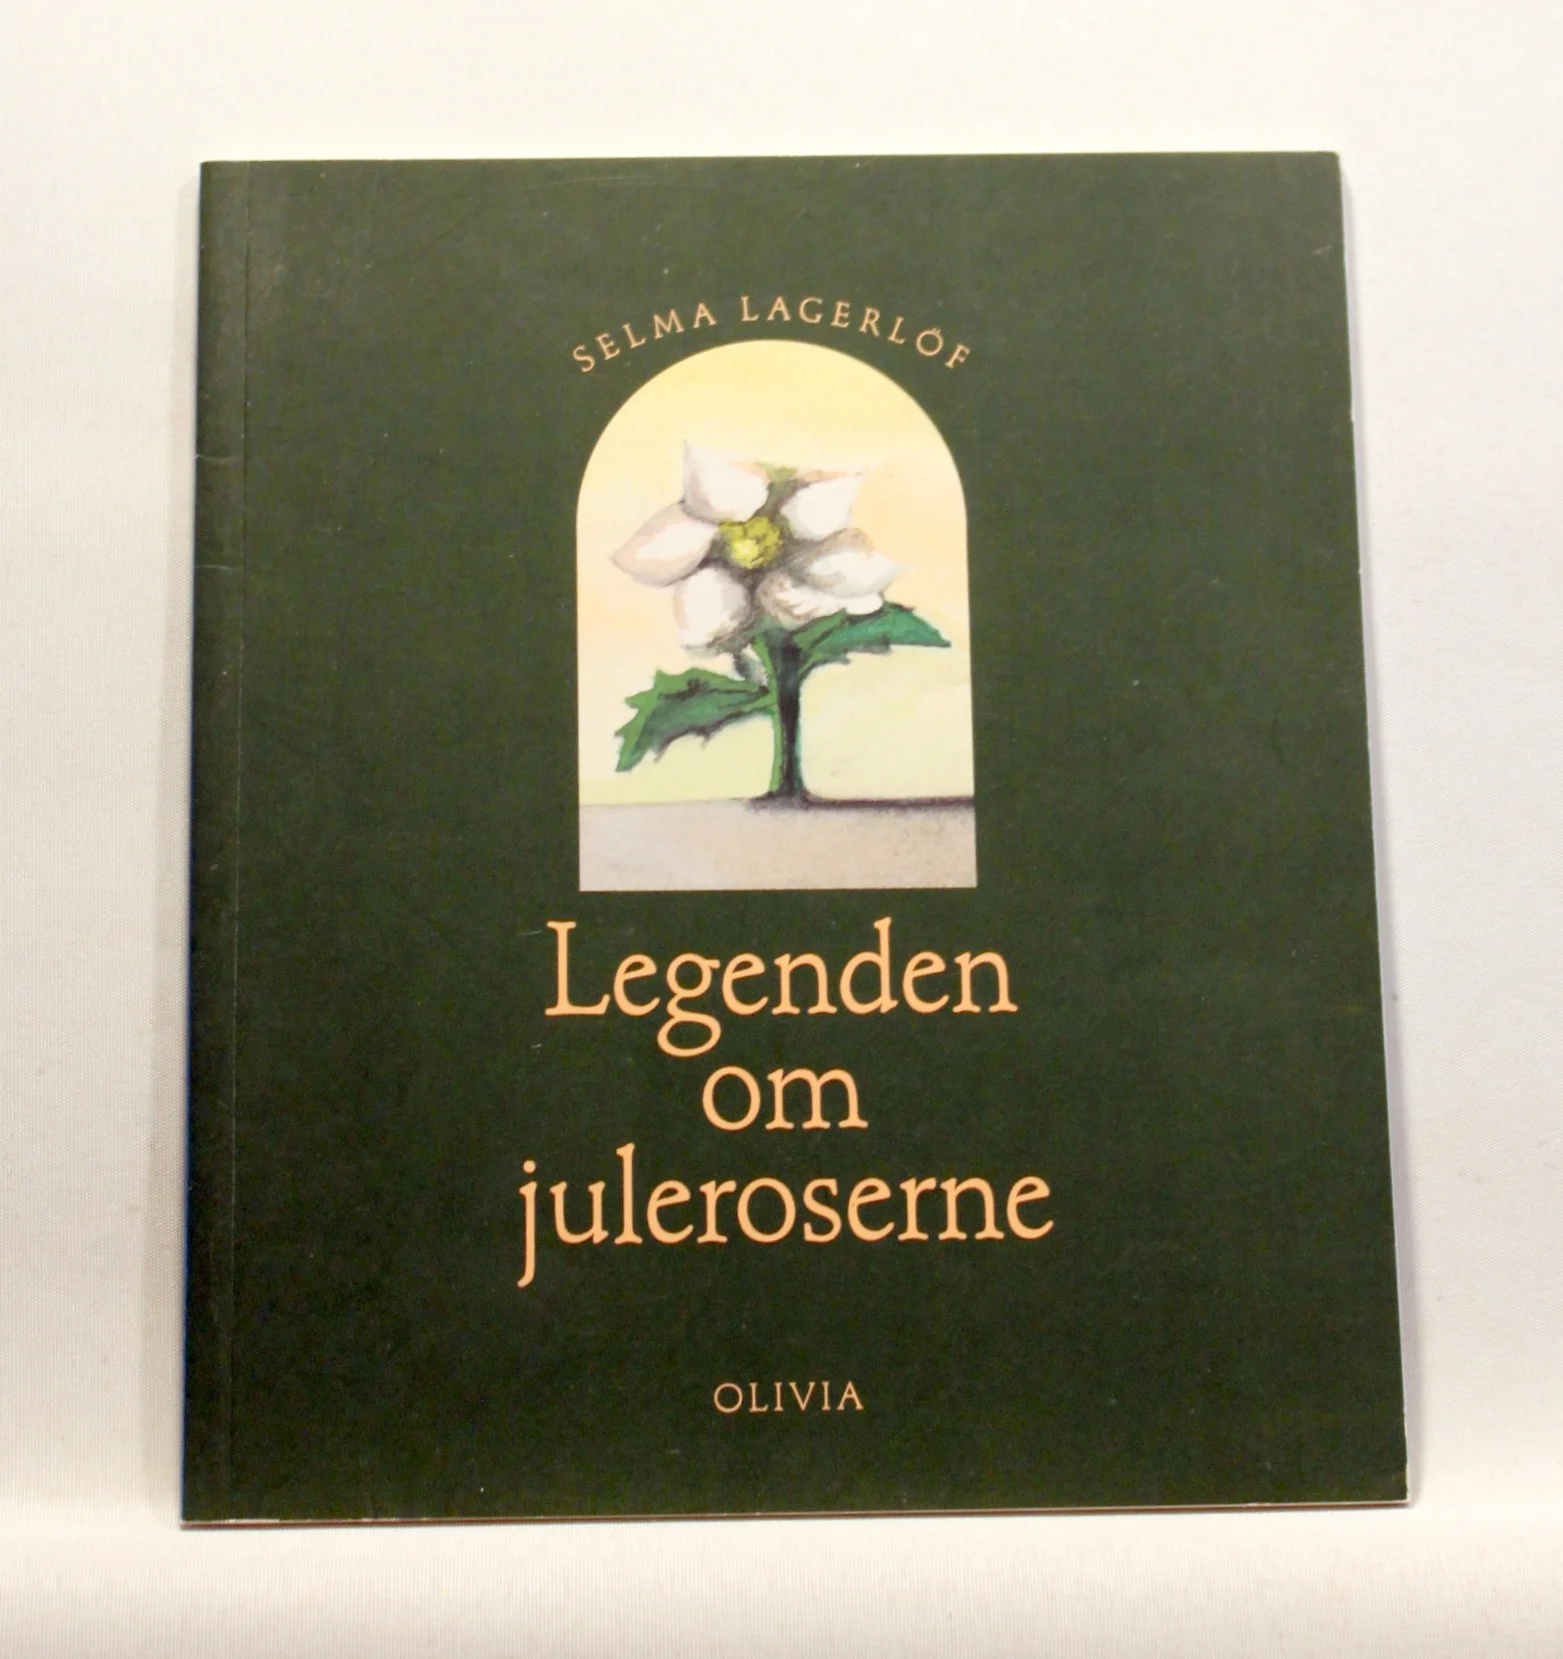 SELMA LAGERLÖF
Legenden
om
juleroserne
OLIVIA